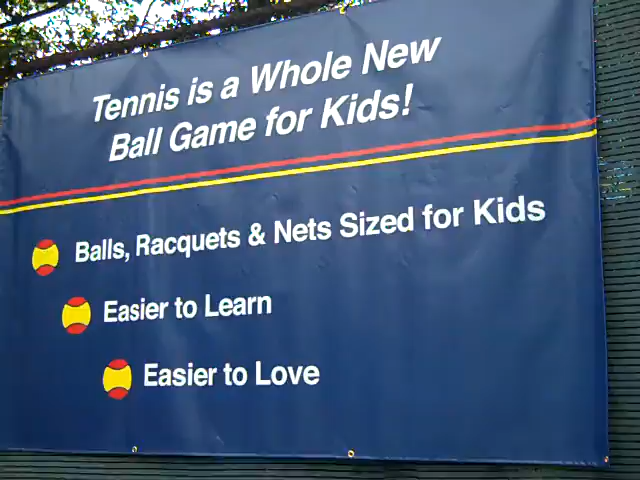 Tennis is a Whole New
Ball Game for Kids!
Balls, Racquets & Nets Sized for Kids
Easier to Learn
Easier to Love